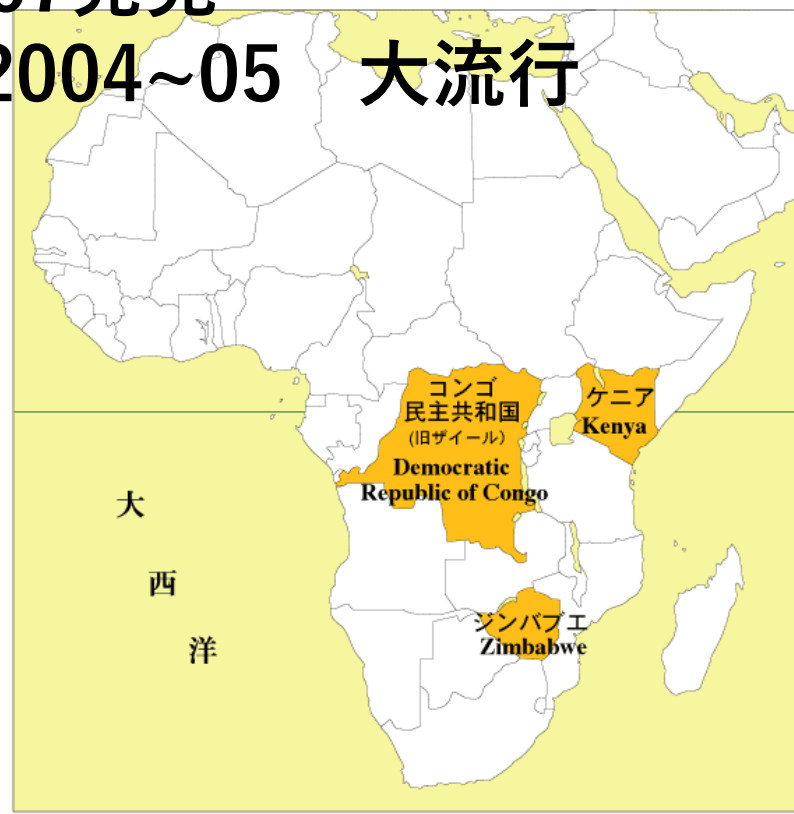 2004~05 大流行
コンゴ
民主共和国
(旧ザイール)
Democratic
Republic of Congo
ケニア
Kenya
大
西
洋
ジンバブエ
Zimbabwe